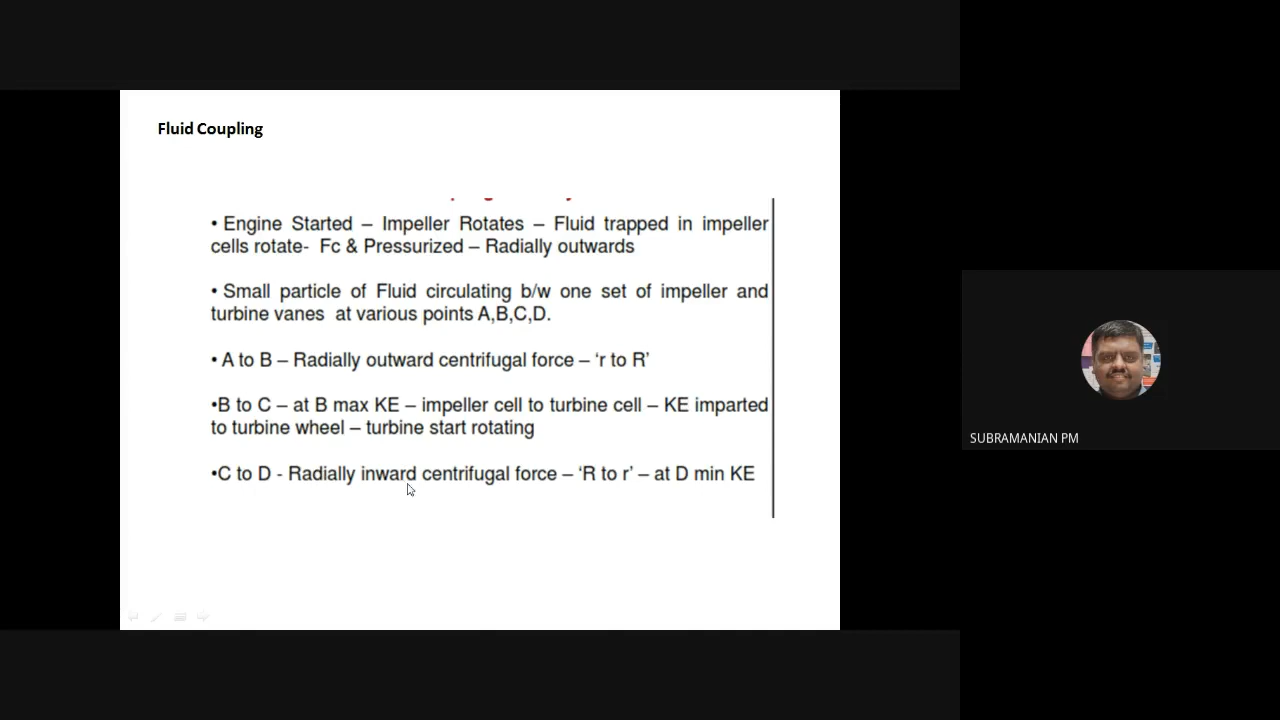 Fluid Coupling
• Engine Started – Impeller Rotates – Fluid trapped in impeller
cells rotate- Fc & Pressurized – Radially outwards
• Small particle of Fluid circulating b/w one set of impeller and
turbine vanes at various points A,B,C,D.
• A to B – Radially outward centrifugal force – ‘r to R’
•B to C – at B max KE – impeller cell to turbine cell – KE imparted
to turbine wheel – turbine start rotating
•C to D - Radially inward centrifugal force – ‘R to r’ – at D min KE
SUBRAMANIAN PM